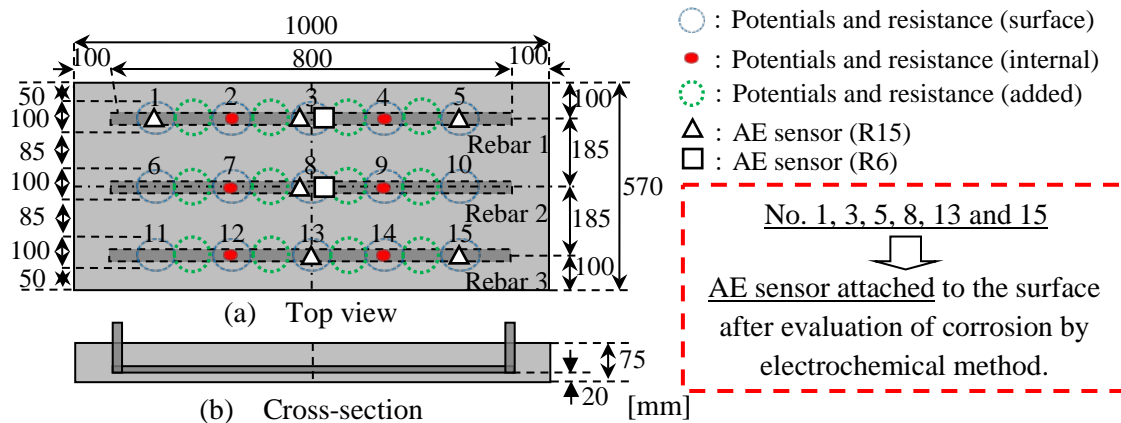 1000
100 800 100
50
100
85
100
85
100
50
1 2 3 4 5
Rebar 1
6 7 8 9 10
Rebar 2
11 12 13 14 15
Rebar 3
100
185
185
100
570
(a) Top view
75
20
(b) Cross-section [mm]
: Potentials and resistance (surface)
: Potentials and resistance (internal)
: Potentials and resistance (added)
: AE sensor (R15)
: AE sensor (R6)
No. 1, 3, 5, 8, 13 and 15
AE sensor attached to the surface
after evaluation of corrosion by
electrochemical method.